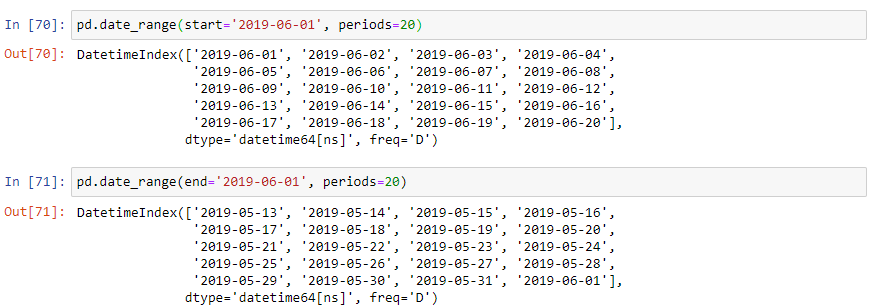 In [70]: pd.date_range(start='2019-06-01', periods=20)
Out[70]: DatetimeIndex(['2019-06-01', '2019-06-02', '2019-06-03', '2019-06-04',
'2019-06-05', '2019-06-06', '2019-06-07', '2019-06-08',
'2019-06-09', '2019-06-10', '2019-06-11', '2019-06-12',
'2019-06-13', '2019-06-14', '2019-06-15', '2019-06-16',
'2019-06-17', '2019-06-18', '2019-06-19', '2019-06-20'],
dtype='datetime64[ns]', freq='D')
In [71]: pd.date_range(end='2019-06-01', periods=20)
Out[71]: DatetimeIndex(['2019-05-13', '2019-05-14', '2019-05-15', '2019-05-16',
'2019-05-17', '2019-05-18', '2019-05-19', '2019-05-20',
'2019-05-21', '2019-05-22', '2019-05-23', '2019-05-24',
'2019-05-25', '2019-05-26', '2019-05-27', '2019-05-28',
'2019-05-29', '2019-05-30', '2019-05-31', '2019-06-01'],
dtype='datetime64[ns]', freq='D')